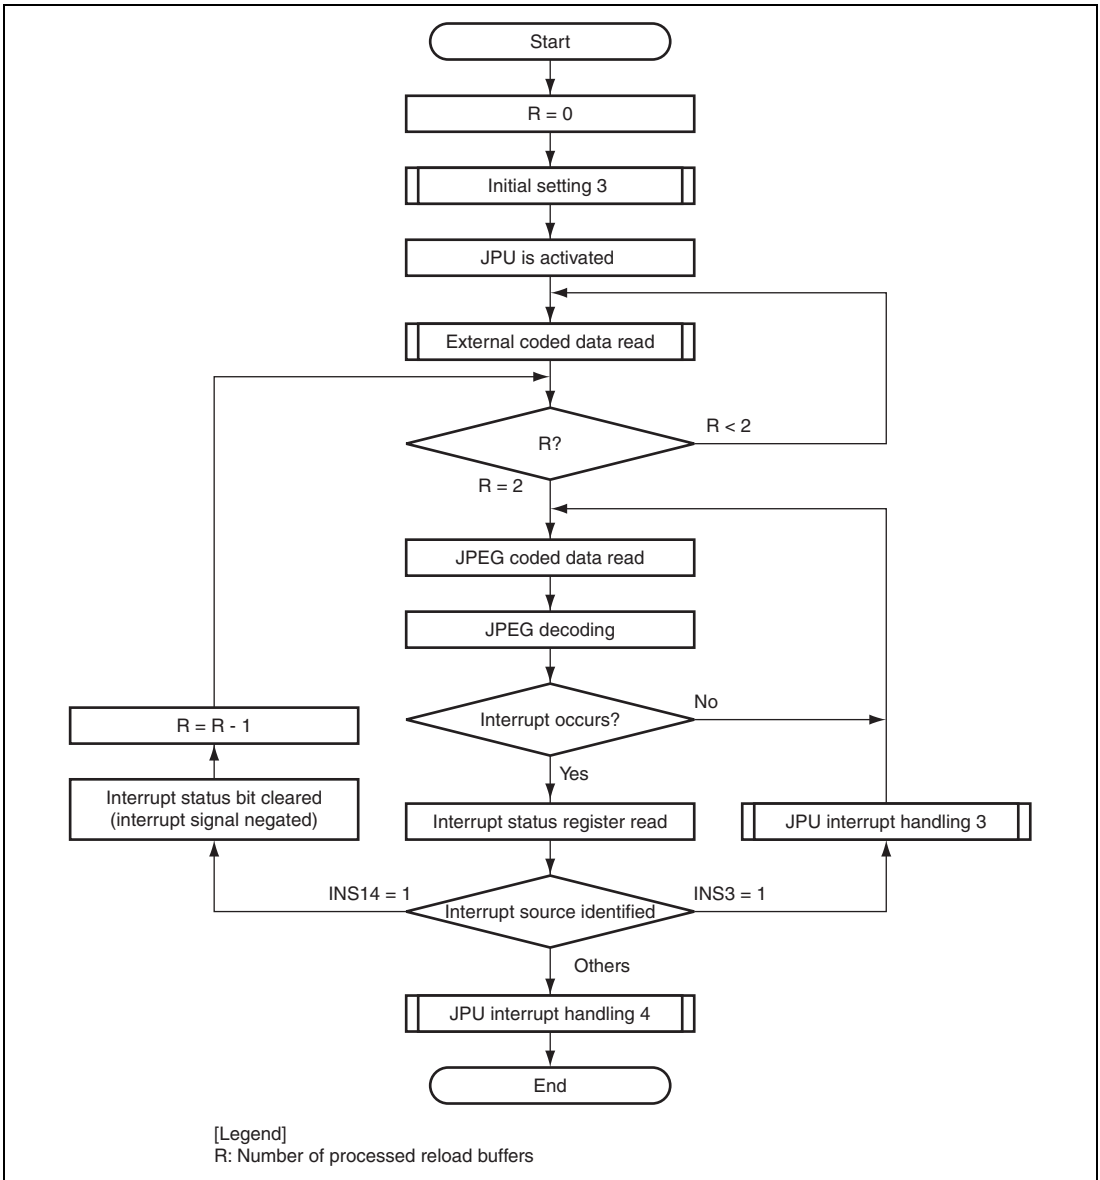 Start
R = 0
Initial setting 3
JPU is activated
External coded data read
R?
R < 2
R = 2
JPEG coded data read
JPEG decoding
Interrupt occurs?
No
Yes
R = R - 1
Interrupt status bit cleared
(interrupt signal negated)
Interrupt status register read
JPU interrupt handling 3
INS14 = 1
Interrupt source identified
INS3 = 1
Others
JPU interrupt handling 4
End
[Legend]
R: Number of processed reload buffers